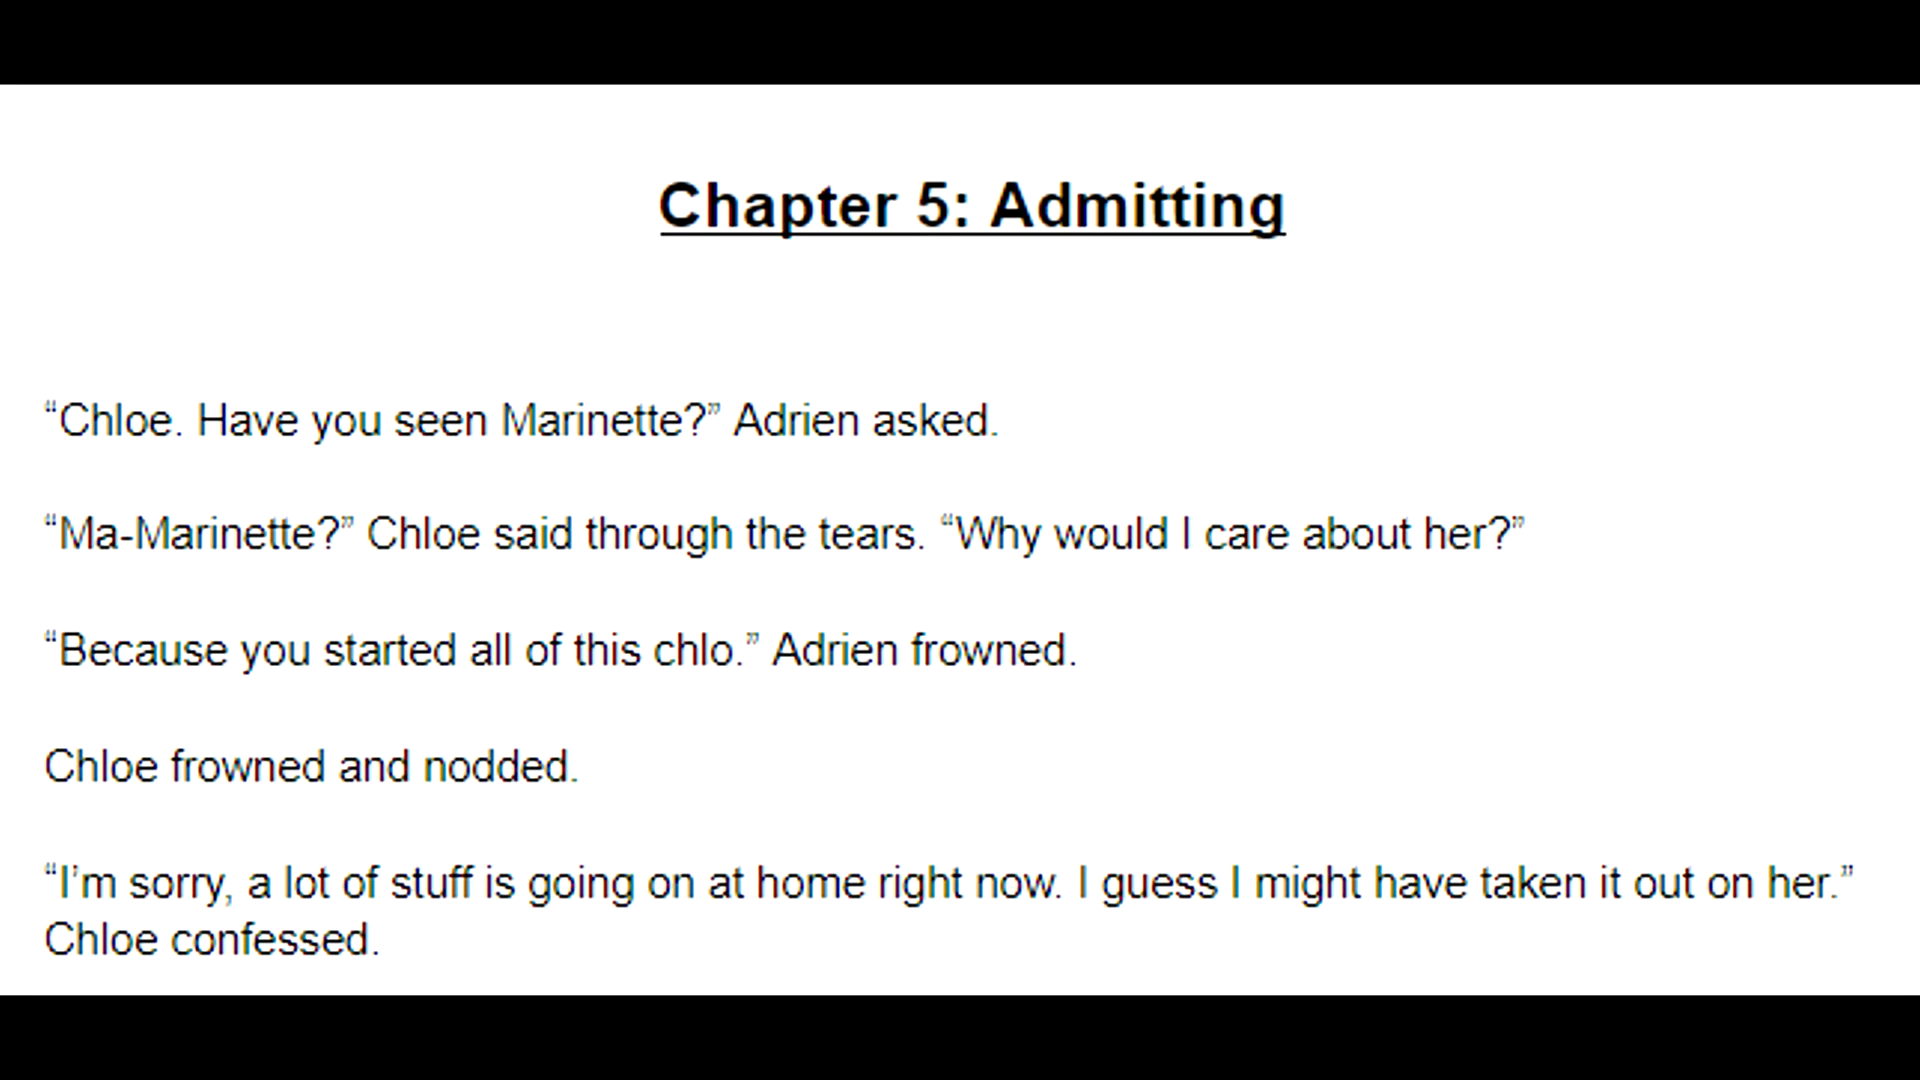 Chapter 5: Admitting
“Chloe. Have you seen Marinette?” Adrien asked.
“Ma-Marinette?” Chloe said through the tears. “Why would I care about her?”
“Because you started all of this chlo.” Adrien frowned.
Chloe frowned and nodded.
“I’m sorry, a lot of stuff is going on at home right now. I guess I might have taken it out on her.”
Chloe confessed.